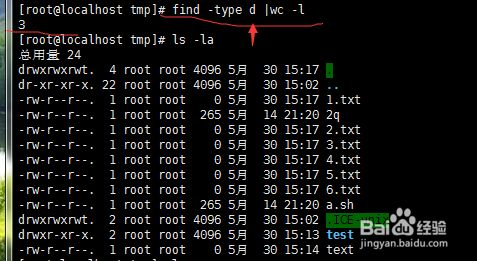 [root@localhost tmp]# find -type d |wc -l
3
[root@localhost tmp]# ls -la
总用量 24
drwxrwxrwt. 4 root root 4096 5月 30 15:17 .
dr-xr-xr-x. 22 root root 4096 5月 30 15:02 ..
-rw-r--r--. 1 root root 0 5月 30 15:17 1.txt
-rw-r--r--. 1 root root 265 5月 14 21:20 2q
-rw-r--r--. 1 root root 0 5月 30 15:17 2.txt
-rw-r--r--. 1 root root 0 5月 30 15:17 3.txt
-rw-r--r--. 1 root root 0 5月 30 15:17 4.txt
-rw-r--r--. 1 root root 0 5月 30 15:17 5.txt
-rw-r--r--. 1 root root 0 5月 30 15:17 6.txt
-rw-r--r--. 1 root root 265 5月 14 21:20 a.sh
drwxrwxrwt. 2 root root 4096 5月 30 15:02 .ICE-unix
drwxr-xr-x. 2 root root 4096 5月 30 15:13 test
-rw-r--r--. 1 root root 0 5月 30 15:14 text
Baidu 经验
jingyan.baidu.com